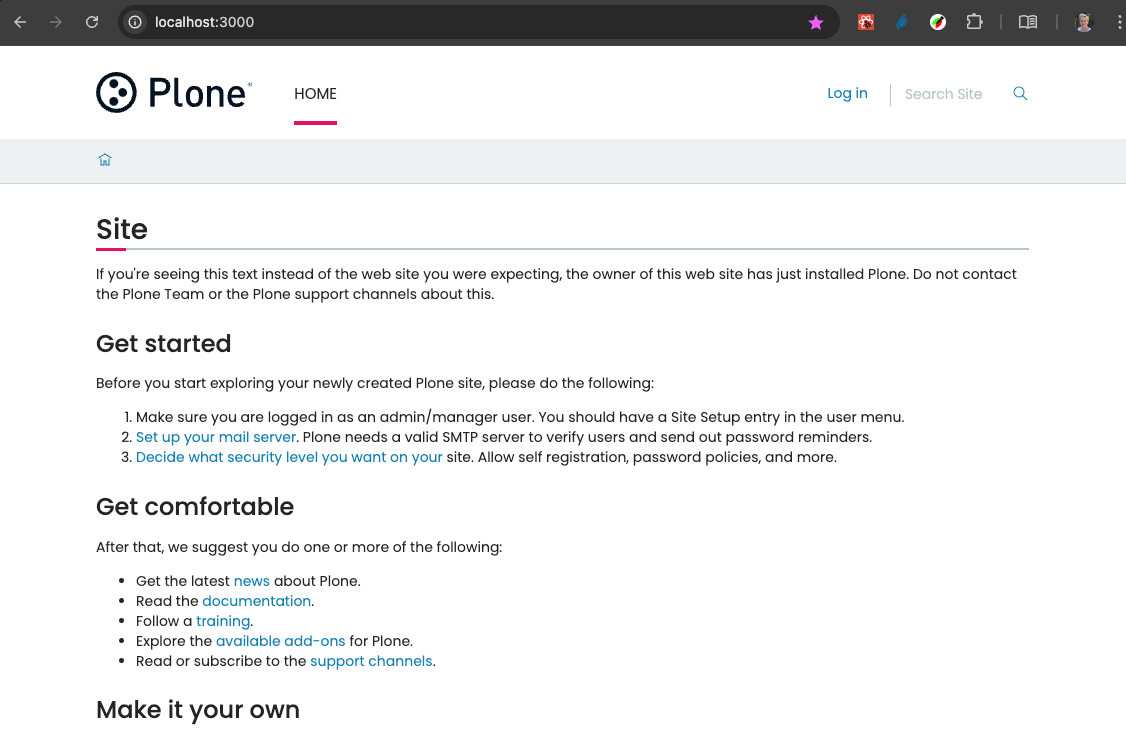 localhost:3000
Plone
HOME
Log in
Search Site
Site
If you're seeing this text instead of the web site you were expecting, the owner of this web site has just installed Plone. Do not contact
the Plone Team or the Plone support channels about this.
Get started
Before you start exploring your newly created Plone site, please do the following:
1. Make sure you are logged in as an admin/manager user. You should have a Site Setup entry in the user menu.
2. Set up your mail server. Plone needs a valid SMTP server to verify users and send out password reminders.
3. Decide what security level you want on your site. Allow self registration, password policies, and more.
Get comfortable
After that, we suggest you do one or more of the following:
• Get the latest news about Plone.
• Read the documentation.
• Follow a training.
• Explore the available add-ons for Plone.
• Read or subscribe to the support channels.
Make it your own